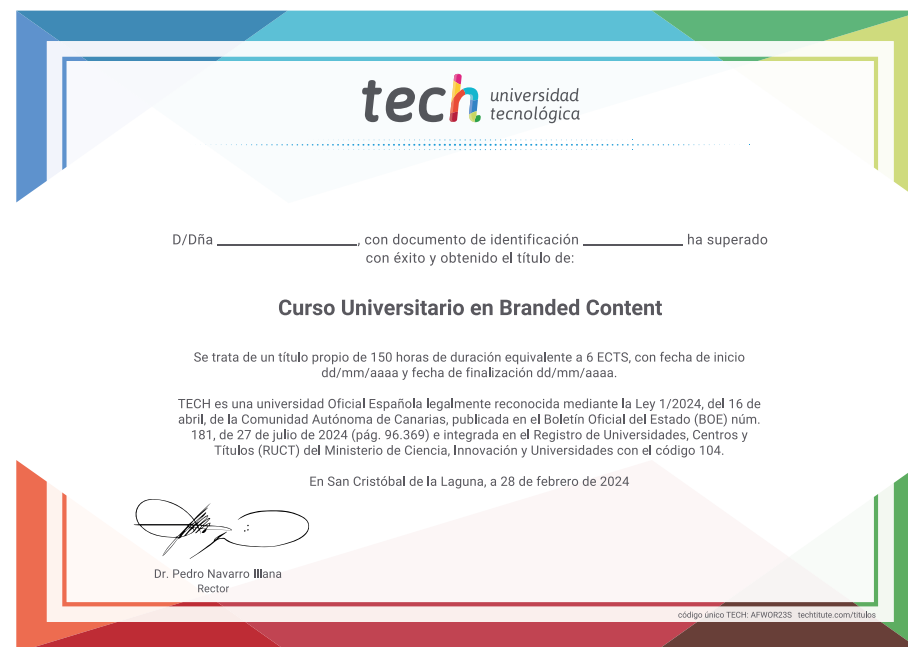 tech universidad
tecnológica
D/Dña ____________________, con documento de identificación ______________ ha superado
con éxito y obtenido el título de:
Curso Universitario en Branded Content
Se trata de un título propio de 150 horas de duración equivalente a 6 ECTS, con fecha de inicio
dd/mm/aaaa y fecha de finalización dd/mm/aaaa.
TECH es una universidad Oficial Española legalmente reconocida mediante la Ley 1/2024, del 16 de
abril, de la Comunidad Autónoma de Canarias, publicada en el Boletín Oficial del Estado (BOE) núm.
181, de 27 de julio de 2024 (pág. 96.369) e integrada en el Registro de Universidades, Centros y
Títulos (RUCT) del Ministerio de Ciencia, Innovación y Universidades con el código 104.
En San Cristóbal de la Laguna, a 28 de febrero de 2024
Dr. Pedro Navarro Illana
Rector
código único TECH: AFWOR23S techtitute.com/titulos